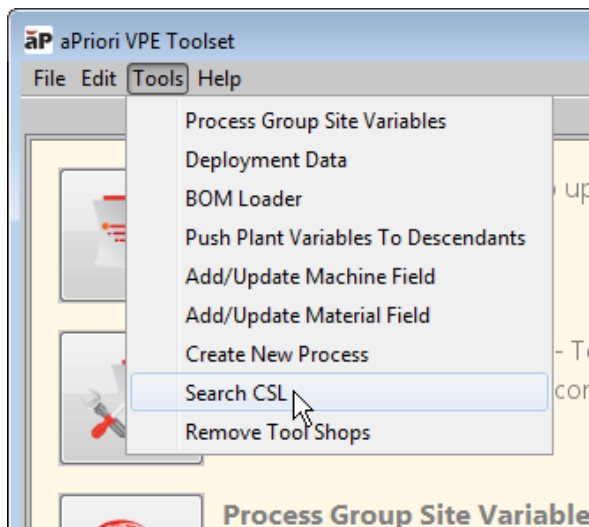 aP aPriori VPE Toolset
File Edit Tools Help
Process Group Site Variables
Deployment Data
BOM Loader
Push Plant Variables To Descendants
Add/Update Machine Field
Add/Update Material Field
Create New Process
Search CSL
Remove Tool Shops
up
Process Group Site Variable